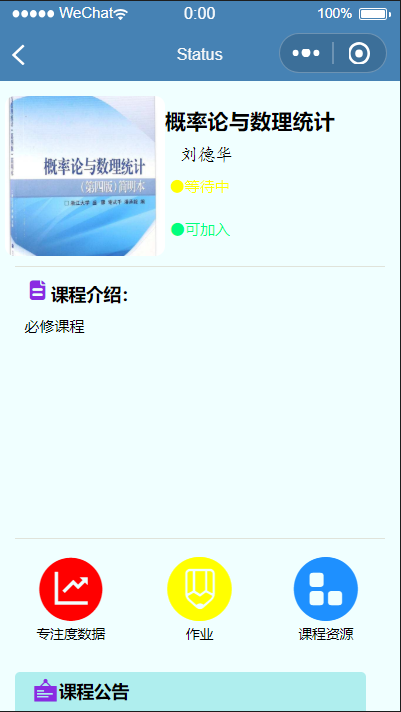 WeChat 0:00 100%
Status
概率论与数理统计
（第四版）简明本
概率论与数理统计
刘德华
等待中
可加入
课程介绍：
必修课程
专注度数据 作业 课程资源
课程公告